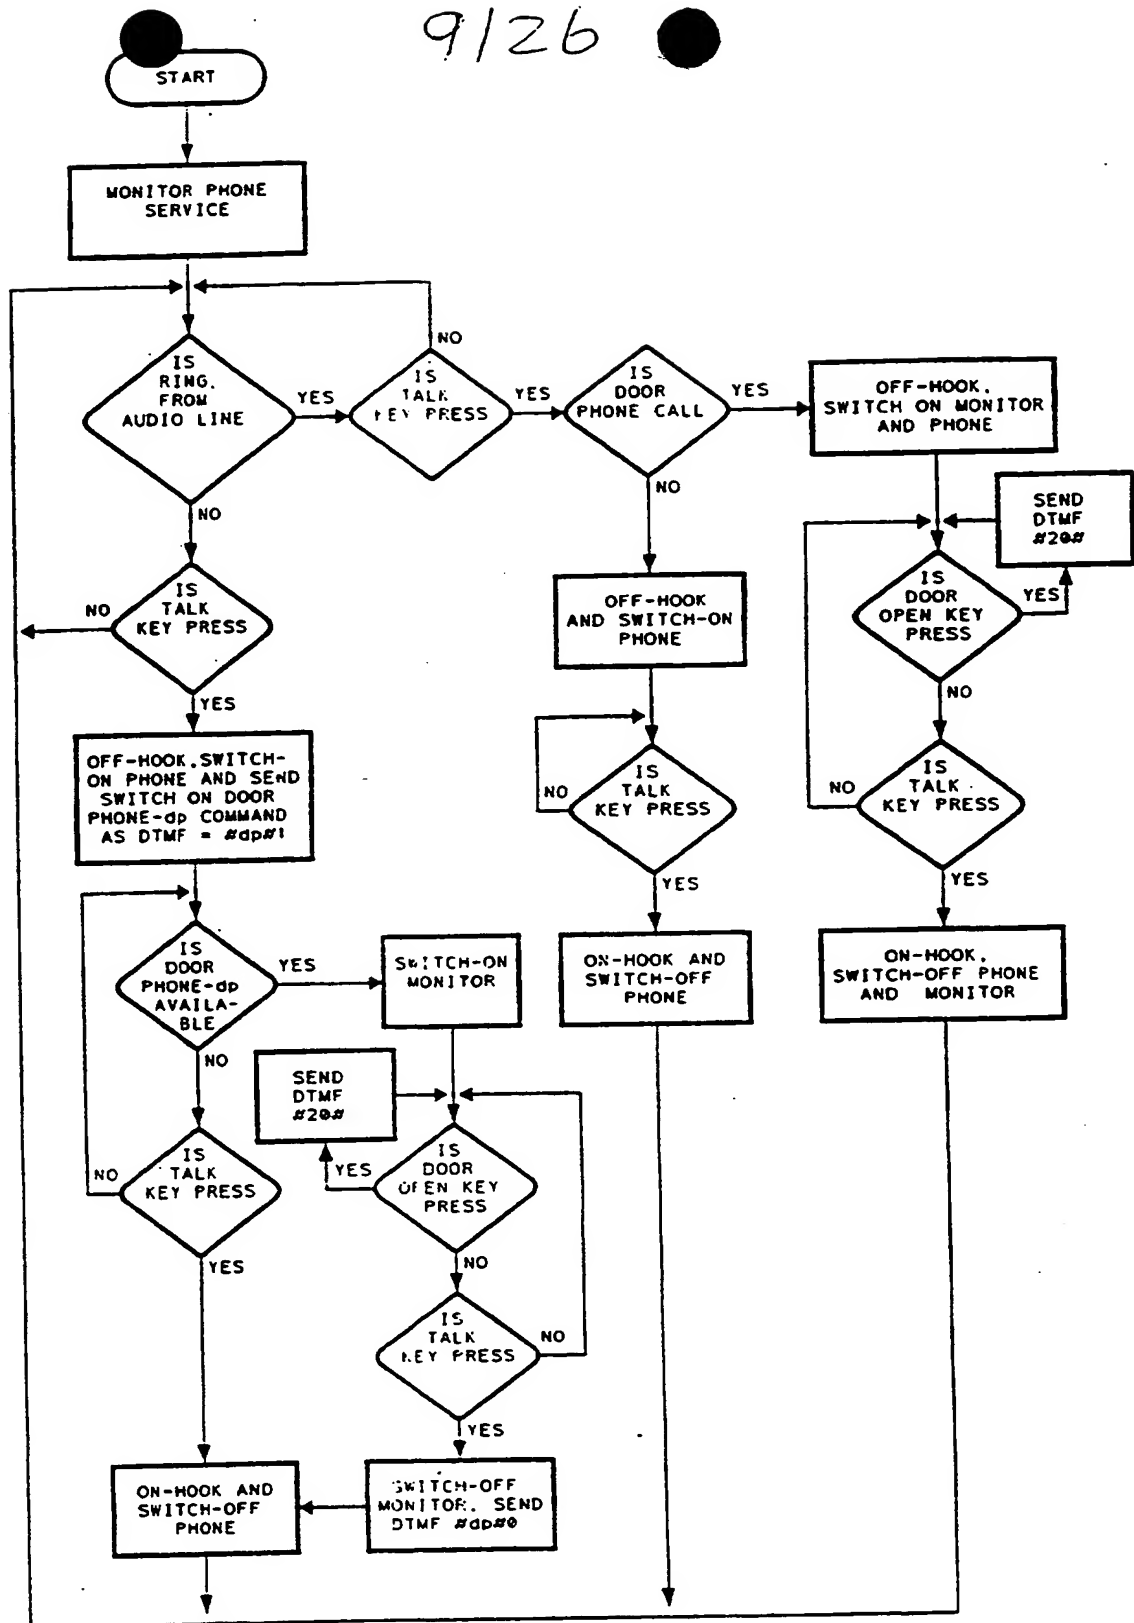 9/26
START
MONITOR PHONE
SERVICE
NO
IS
RING.
FROM
AUDIO LINE
YES
IS
TALK
KEY PRESS
YES
IS
DOOR
PHONE CALL
YES
OFF-HOOK.
SWITCH ON MONITOR
AND PHONE
NO
NO
SEND
DTMF
#20#
IS
DOOR
OPEN KEY
PRESS
YES
NO
IS
TALK
KEY PRESS
NO
OFF-HOOK
AND SWITCH-ON
PHONE
YES
NO
IS
TALK
KEY PRESS
NO
IS
TALK
KEY PRESS
YES
YES
OFF-HOOK.SWITCH-
ON PHONE AND SEND
SWITCH ON DOOR
PHONE-dp COMMAND
AS DTMF = #dp#1
ON-HOOK AND
SWITCH-OFF
PHONE
ON-HOOK.
SWITCH-OFF PHONE
AND MONITOR
IS
DOOR
PHONE-dp
AVAILA-
BLE
YES
SWITCH-ON
MONITOR
NO
SEND
DTMF
#20#
IS
TALK
KEY PRESS
NO
YES
IS
DOOR
OPEN KEY
PRESS
YES
NO
IS
TALK
KEY PRESS
NO
YES
ON-HOOK AND
SWITCH-OFF
PHONE
SWITCH-OFF
MONITOR. SEND
DTMF #dp#0